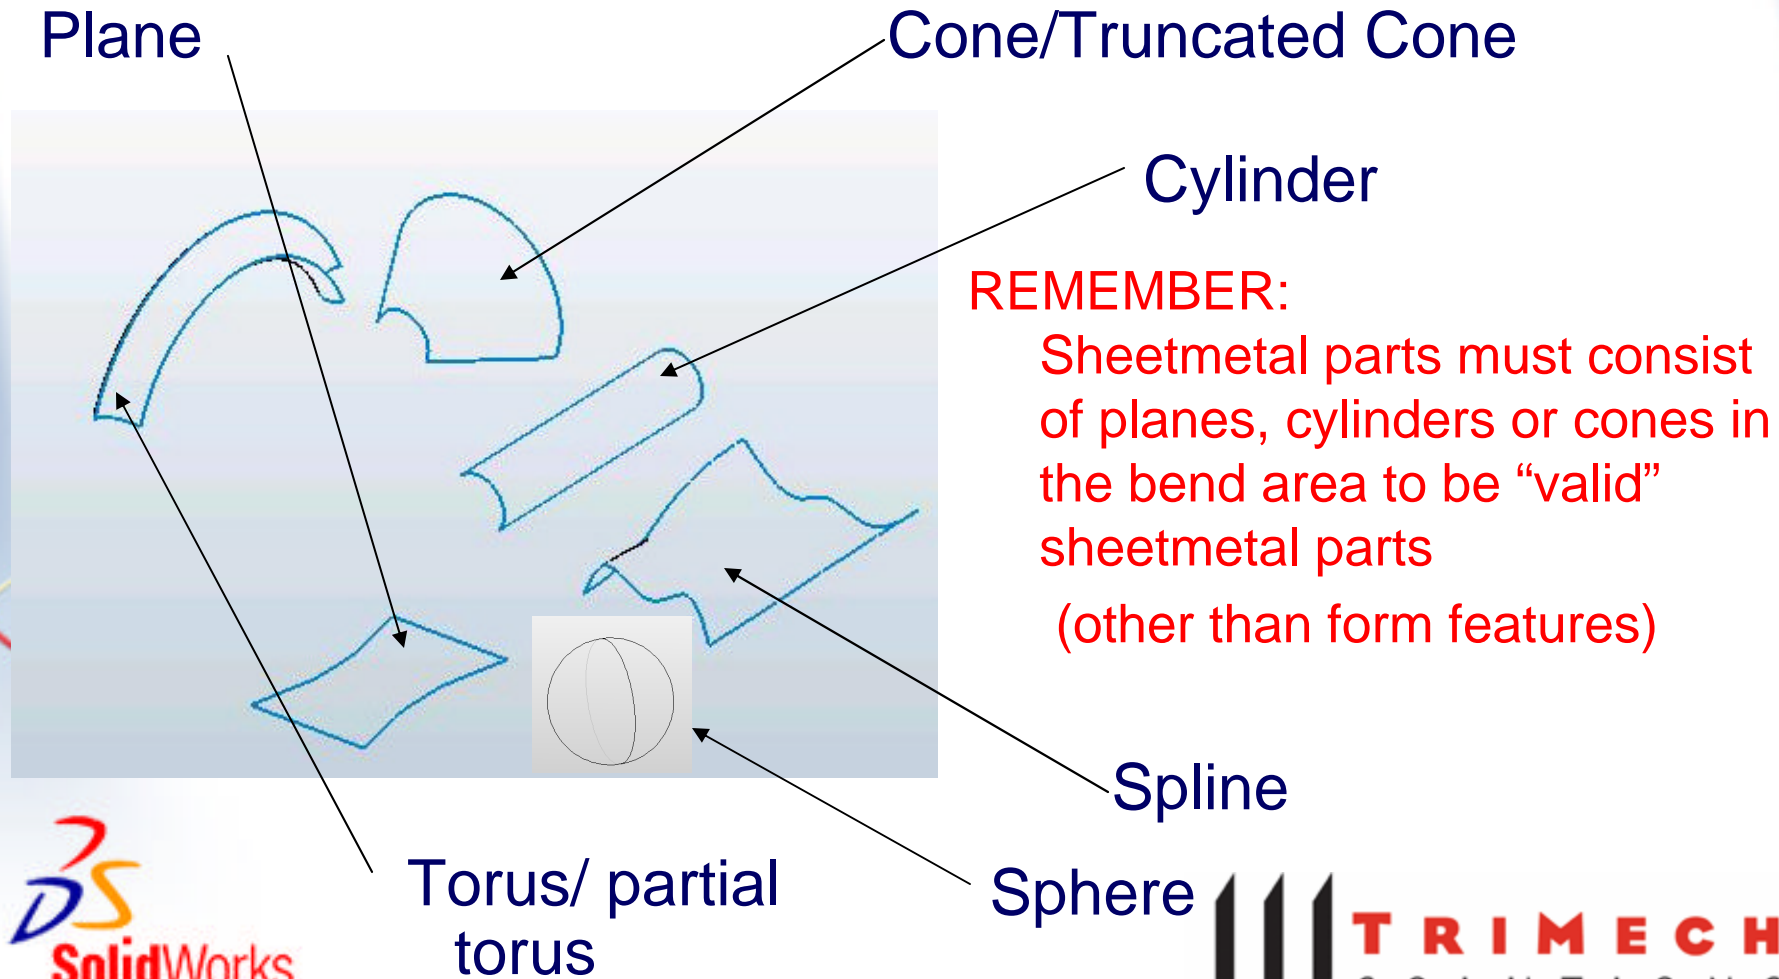 Plane
Cone/Truncated Cone
Cylinder
REMEMBER:
Sheetmetal parts must consist
of planes, cylinders or cones in
the bend area to be “valid”
sheetmetal parts
(other than form features)
Spline
Sphere
Torus/ partial
torus
SolidWorks
TRIMECH